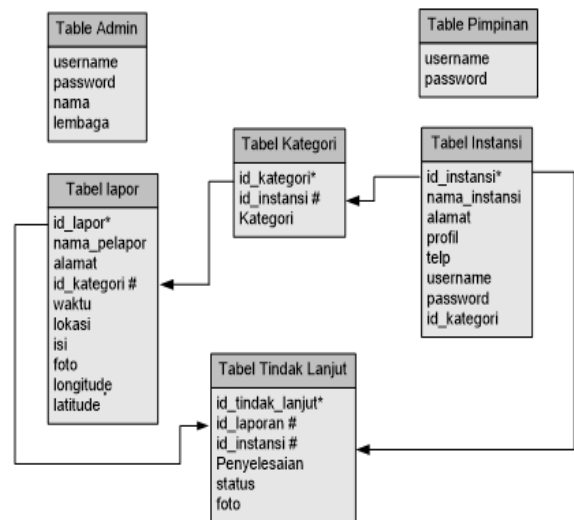 Table Admin
username
password
nama
lembaga
Table Pimpinan
username
password
Tabel Kategori
id_kategori*
id_instansi #
Kategori
Tabel Instansi
id_instansi*
nama_instansi
alamat
profil
telp
username
password
id_kategori
Tabel lapor
id_lapor*
nama_pelapor
alamat
id_kategori #
waktu
lokasi
isi
foto
longitude
latitude
Tabel Tindak Lanjut
id_tindak_lanjut*
id_laporan #
id_instansi #
Penyelesaian
status
foto